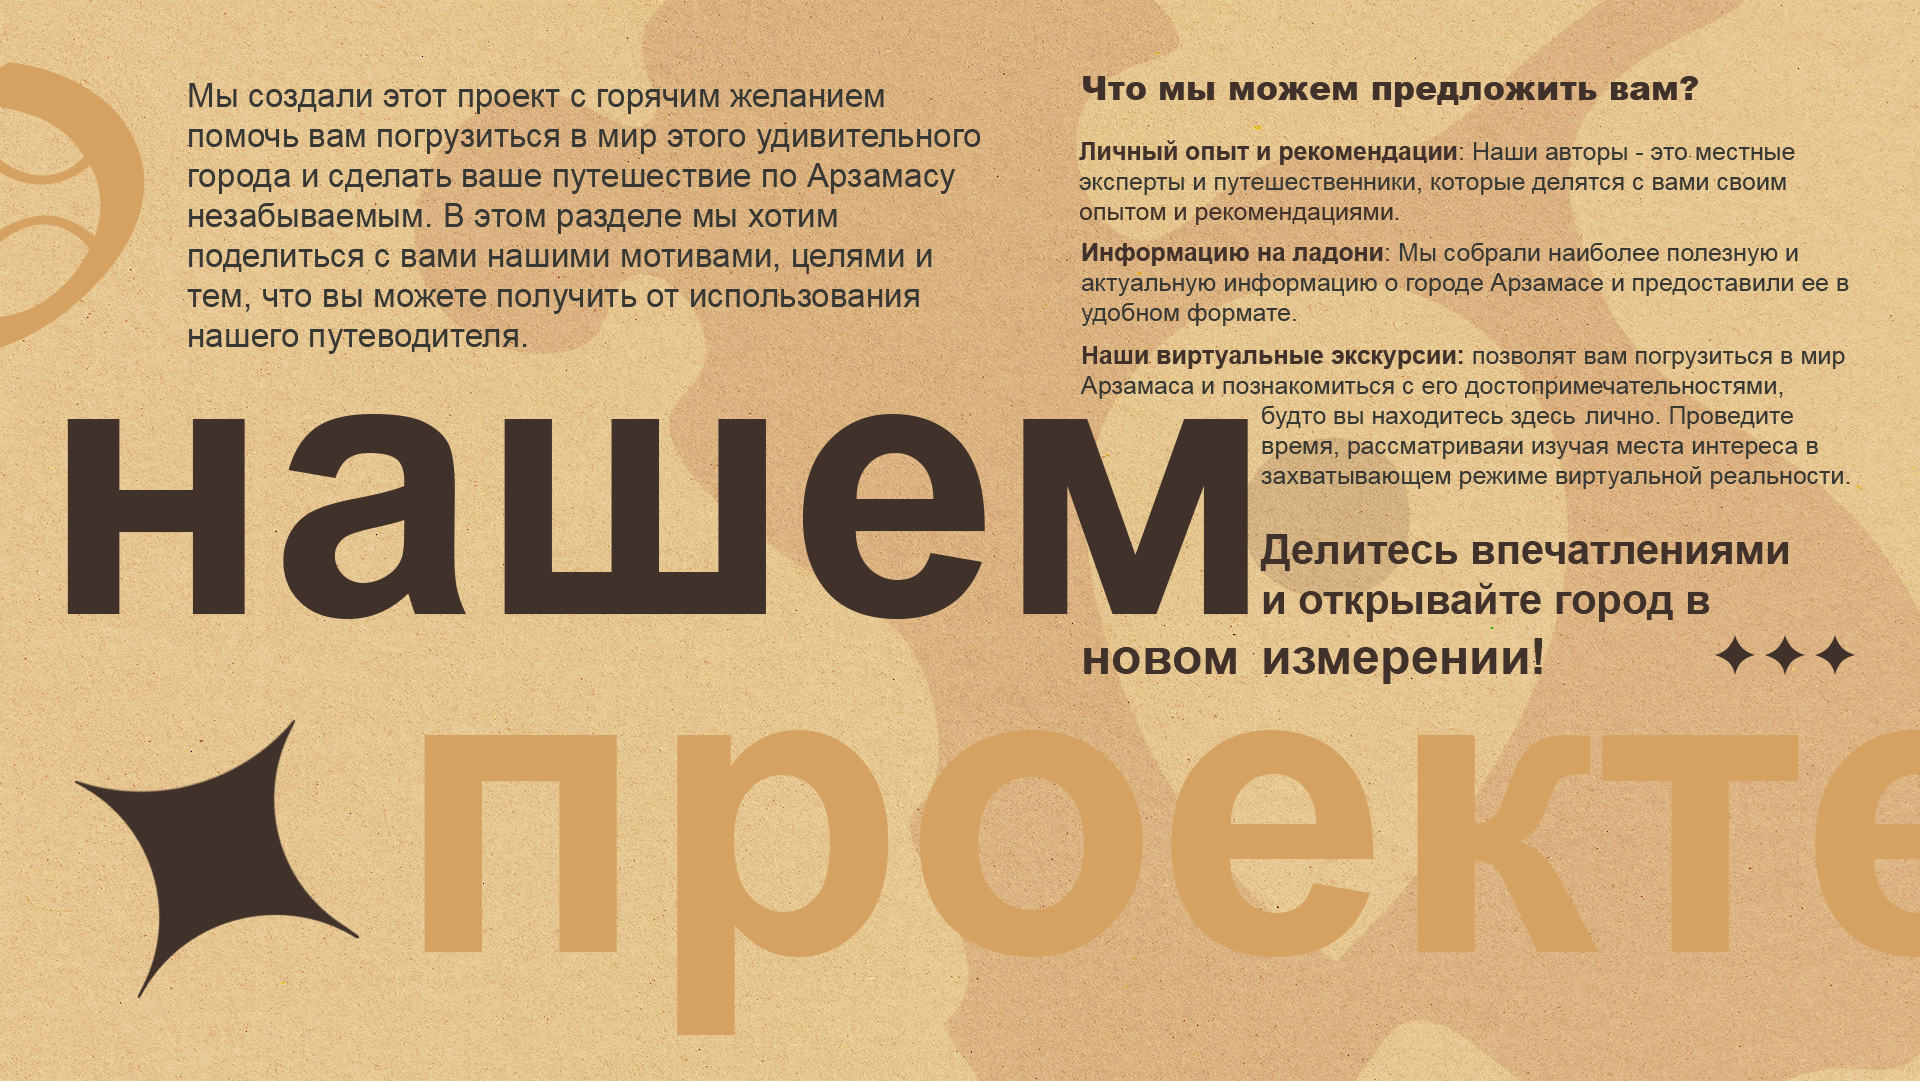 Мы создали этот проект с горячим желанием
помочь вам погрузиться в мир этого удивительного
города и сделать ваше путешествие по Арзамасу
незабываемым. В этом разделе мы хотим
поделиться с вами нашими мотивами, целями и
тем, что вы можете получить от использования
нашего путеводителя.
Что мы можем предложить вам?
Личный опыт и рекомендации: Наши авторы - это местные
эксперты и путешественники, которые делятся с вами своим
опытом и рекомендациями.
Информацию на ладони: Мы собрали наиболее полезную и
актуальную информацию о городе Арзамасе и предоставили ее в
удобном формате.
Наши виртуальные экскурсии: позволят вам погрузиться в мир
Арзамаса и познакомиться с его достопримечательностями,
будто вы находитесь здесь лично. Проведите
время, рассматриваяи изучая места интереса в
захватывающем режиме виртуальной реальности.
Делитесь впечатлениями
и открывайте город в
новом измерении!
нашем
проекте